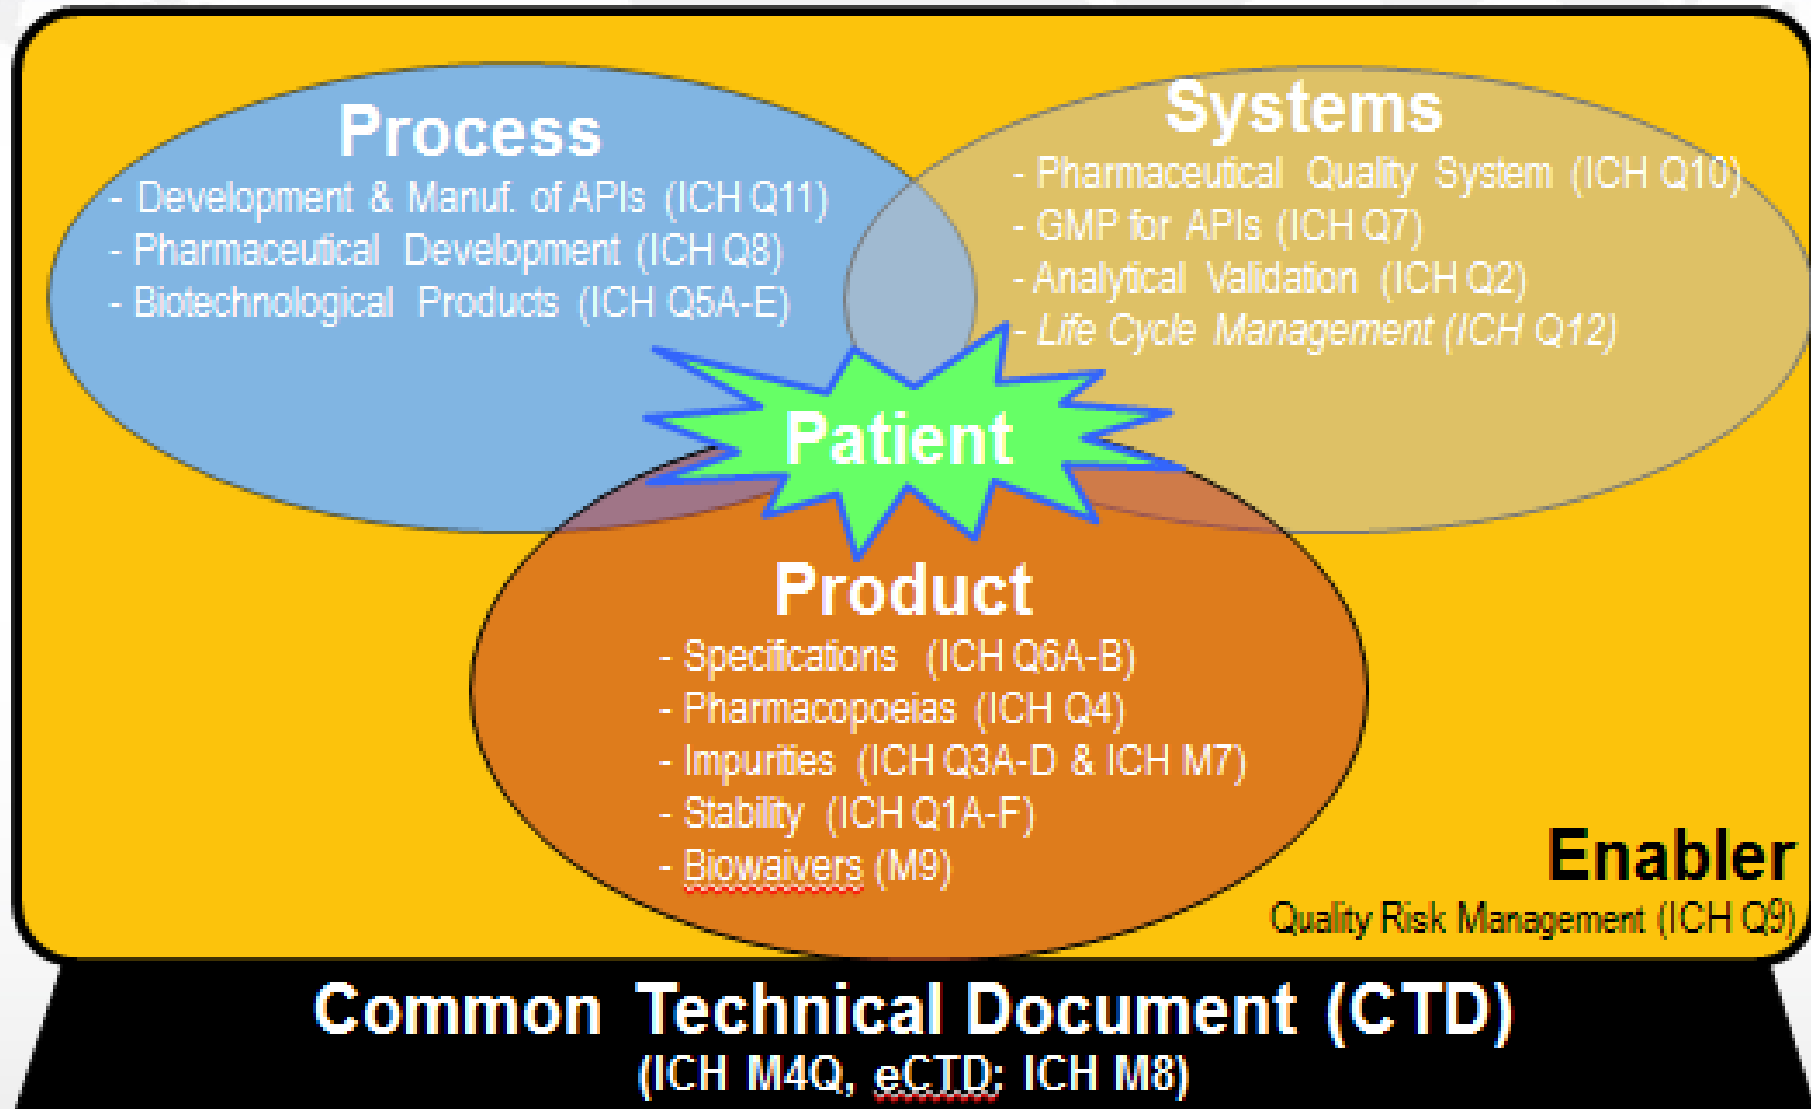 Process
- Development & Manuf. of APIs (ICH Q11)
- Pharmaceutical Development (ICH Q8)
- Biotechnological Products (ICH Q5A-E)
Systems
- Pharmaceutical Quality System (ICH Q10)
- GMP for APIs (ICH Q7)
- Analytical Validation (ICH Q2)
- Life Cycle Management (ICH Q12)
Patient
Product
- Specifications (ICH Q6A-B)
- Pharmacopoeias (ICH Q4)
- Impurities (ICH Q3A-D & ICH M7)
- Stability (ICH Q1A-F)
- Biowaivers (M9)
Enabler
Quality Risk Management (ICH Q9)
Common Technical Document (CTD)
(ICH M4Q, eCTD; ICH M8)